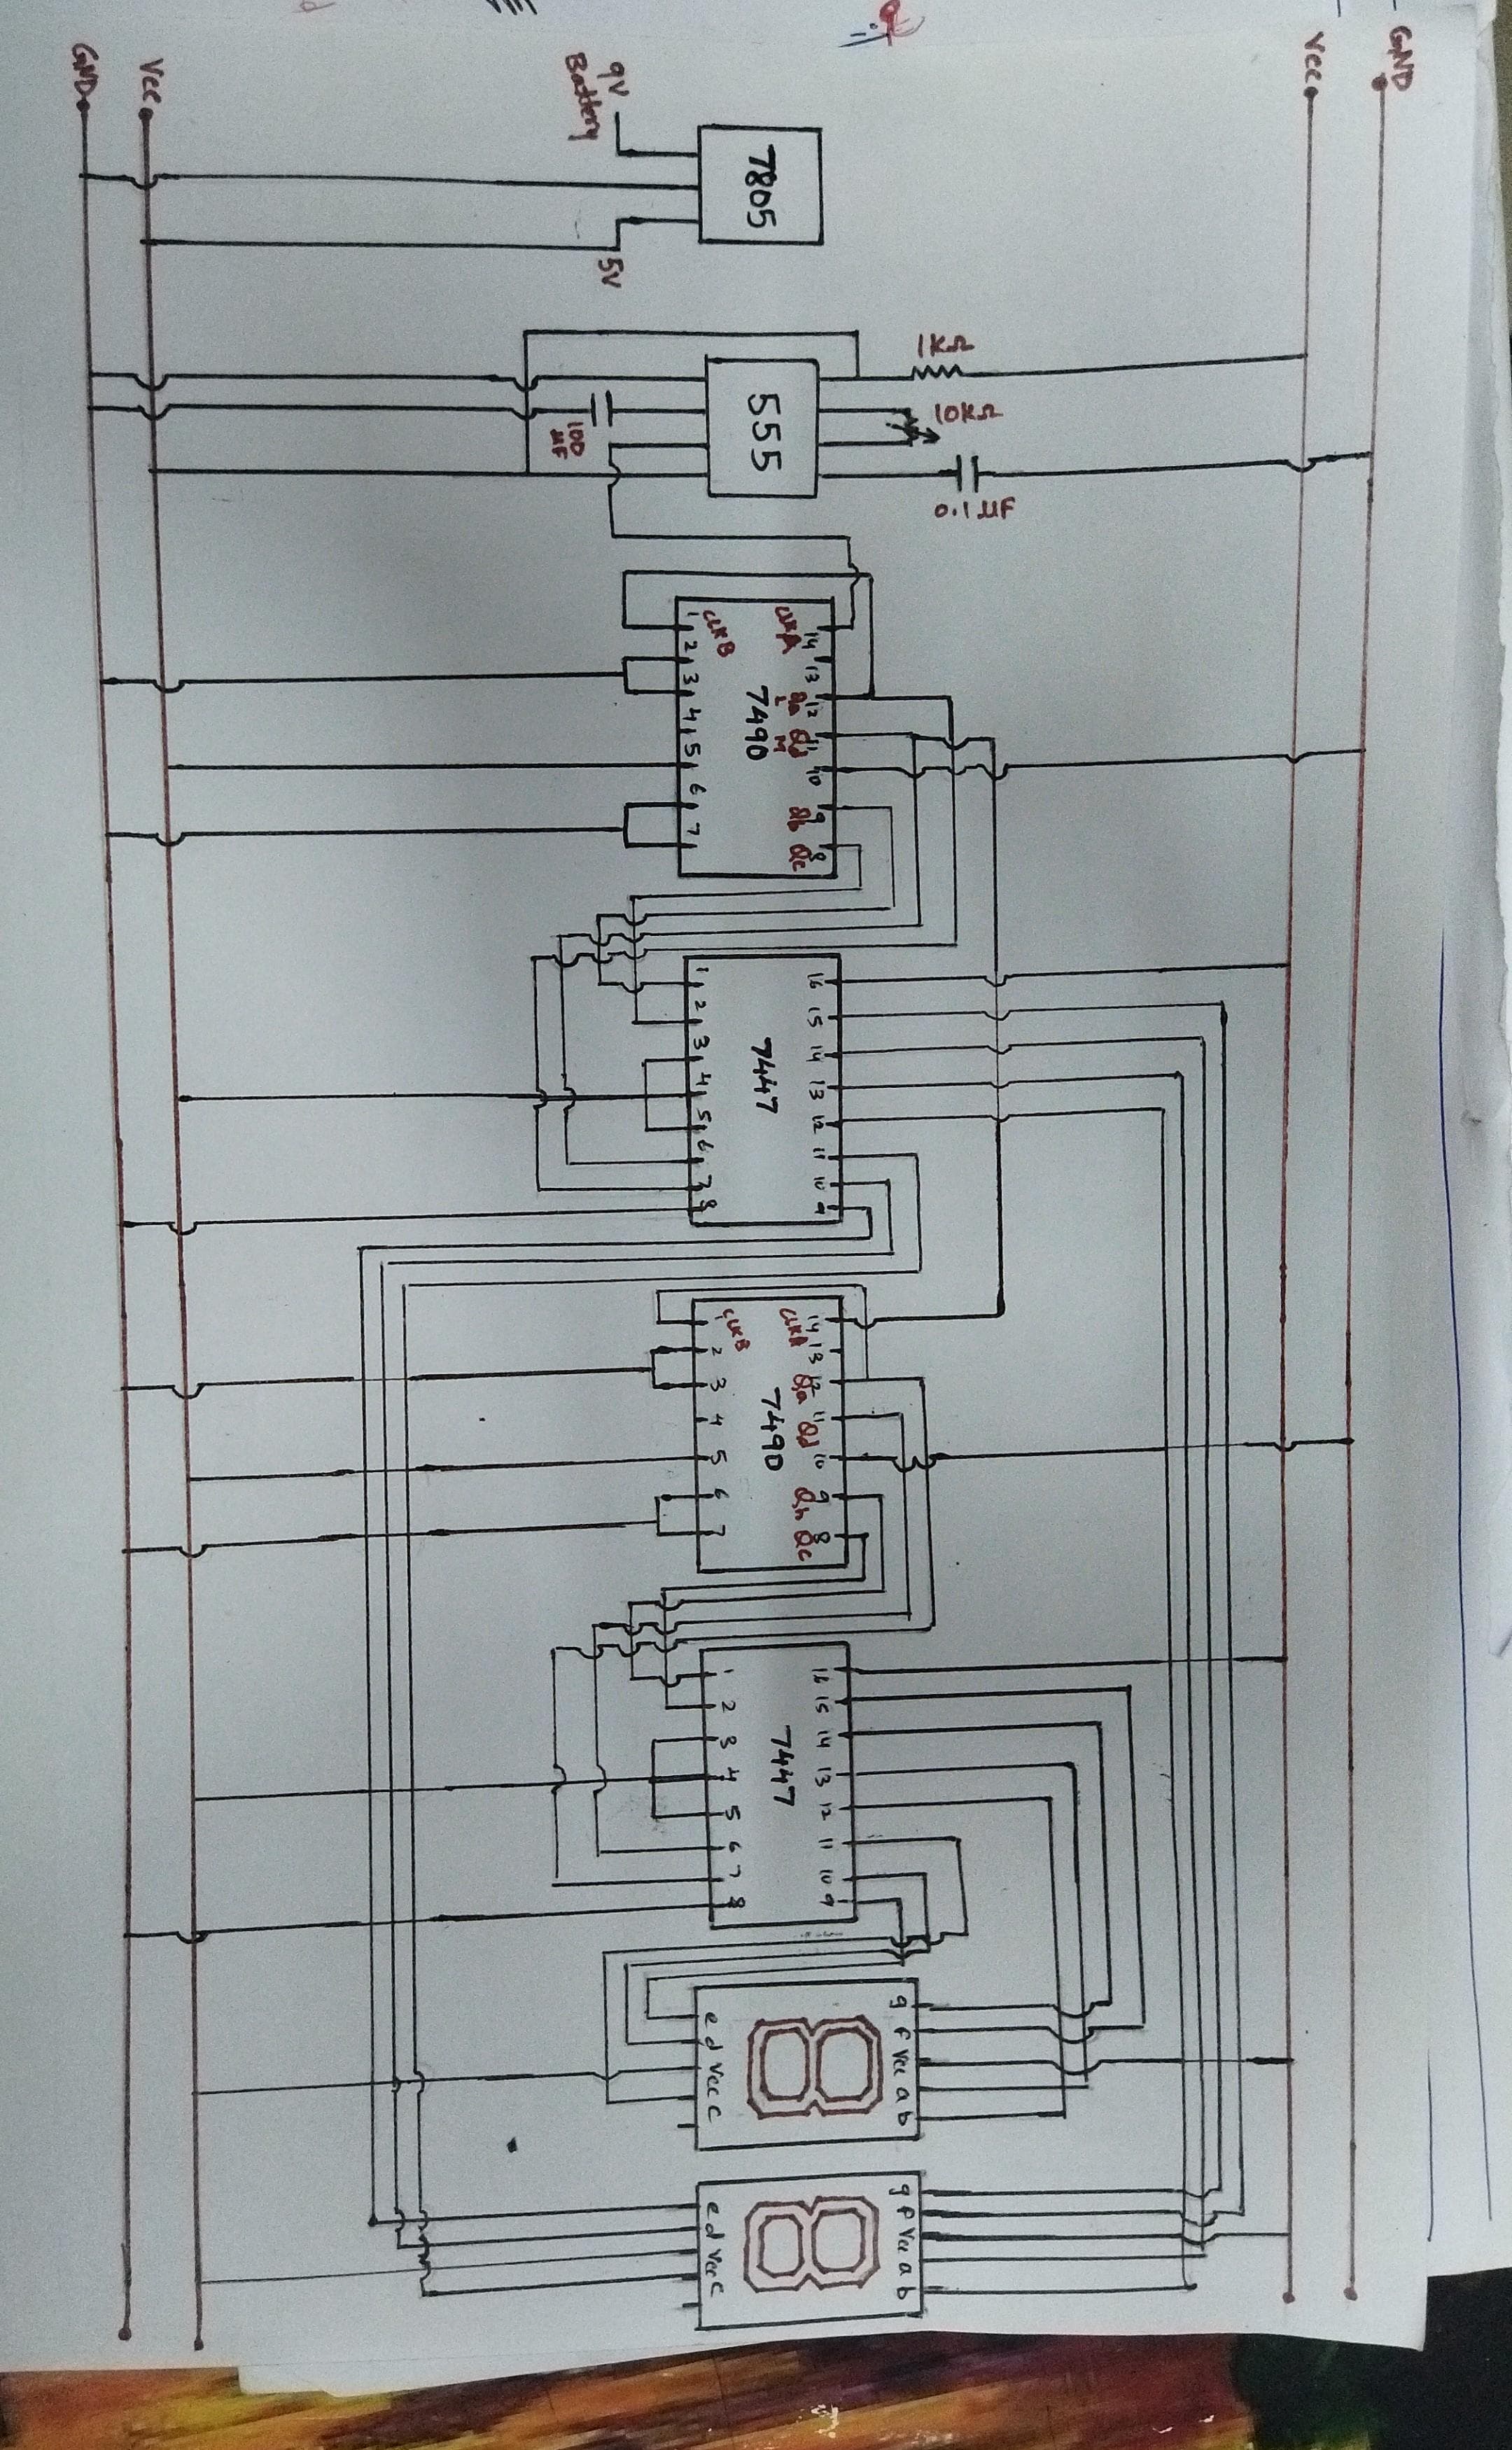 GND
Vcc
Vcc
GND
9V
Battery
7805
5V
1KΩ
10KΩ
555
100
µF
0.1 µF
14 13 12 11 10 9 8
CLKA Qa Qd Qb Qc
L M
7490
CLKB
1 2 3 4 5 6 7
16 15 14 13 12 11 10 9
7447
1 2 3 4 5 6 7 8
14 13 12 11 10 9 8
CLKA Qa Qd Qb Qc
7490
CLKB
1 2 3 4 5 6 7
16 15 14 13 12 11 10 9
7447
1 2 3 4 5 6 7 8
g f Vcc a b
8
e d Vcc c
g f Vcc a b
8
e d Vcc c